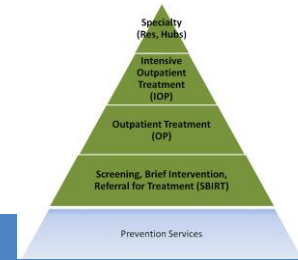 Specialty
(Res, Hubs)
Intensive
Outpatient
Treatment
(IOP)
Outpatient Treatment
(OP)
Screening, Brief Intervention,
Referral for Treatment (SBIRT)
Prevention Services